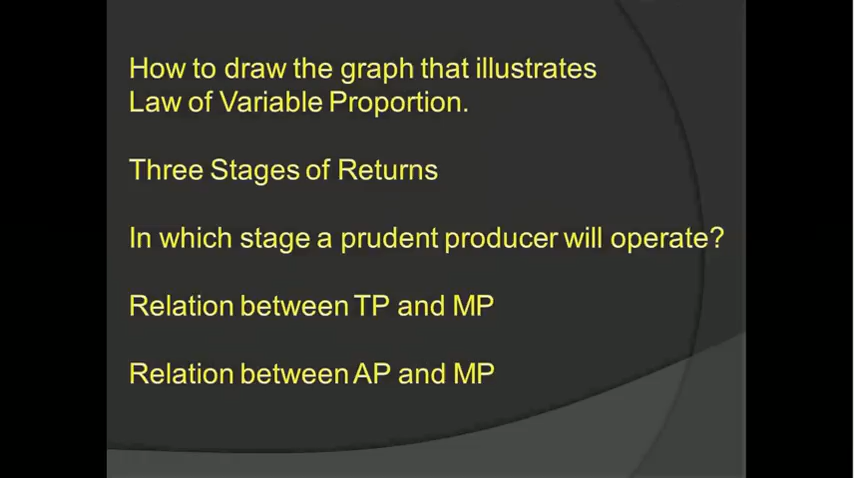 How to draw the graph that illustrates
Law of Variable Proportion.
Three Stages of Returns
In which stage a prudent producer will operate?
Relation between TP and MP
Relation between AP and MP